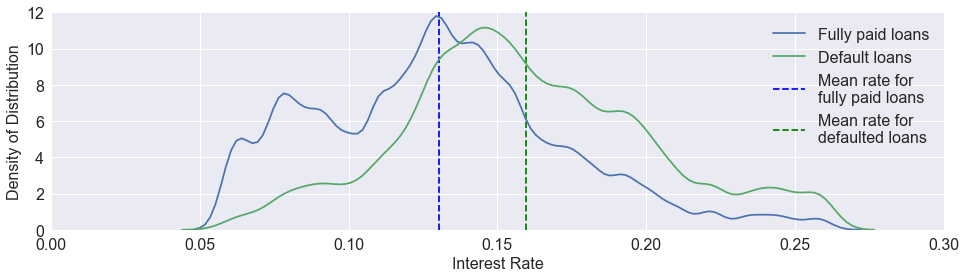 12
10
8
6
4
2
0
Density of Distribution
0.00
0.05
0.10
0.15
0.20
0.25
0.30
Interest Rate
Fully paid loans
Default loans
Mean rate for
fully paid loans
Mean rate for
defaulted loans